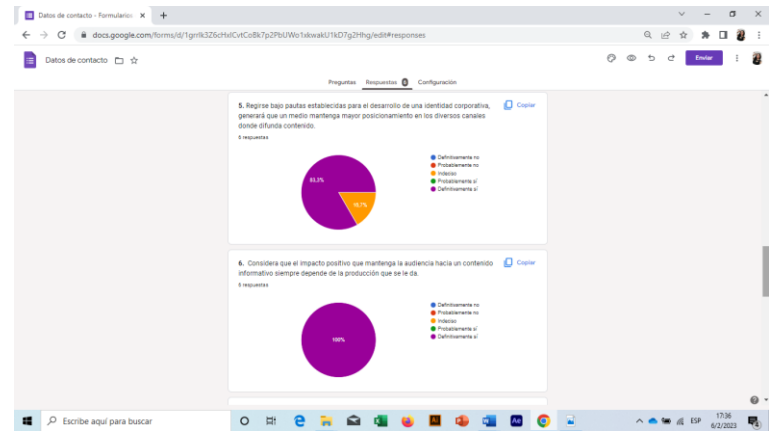 Datos de contacto - Formularios
docs.google.com/forms/d/1grrlk3Z6cHxlCvtCoBk7p2PbUWo1xkwakU1kD7g2Hhg/edit#responses
Datos de contacto
Enviar
Preguntas Respuestas Configuración
5. Regirse bajo pautas establecidas para el desarrollo de una identidad corporativa,
generará que un medio mantenga mayor posicionamiento en los diversos canales
donde difunda contenido.
Copiar
5 respuestas
83,3%
16,7%
Definitivamente no
Probablemente no
Indeciso
Probablemente sí
Definitivamente sí
6. Considera que el impacto positivo que mantenga la audiencia hacia un contenido
informativo siempre depende de la producción que se le da.
Copiar
5 respuestas
100%
Definitivamente no
Probablemente no
Indeciso
Probablemente sí
Definitivamente sí
Escribe aquí para buscar
Ai
Ae
ESP
17:36
6/2/2023